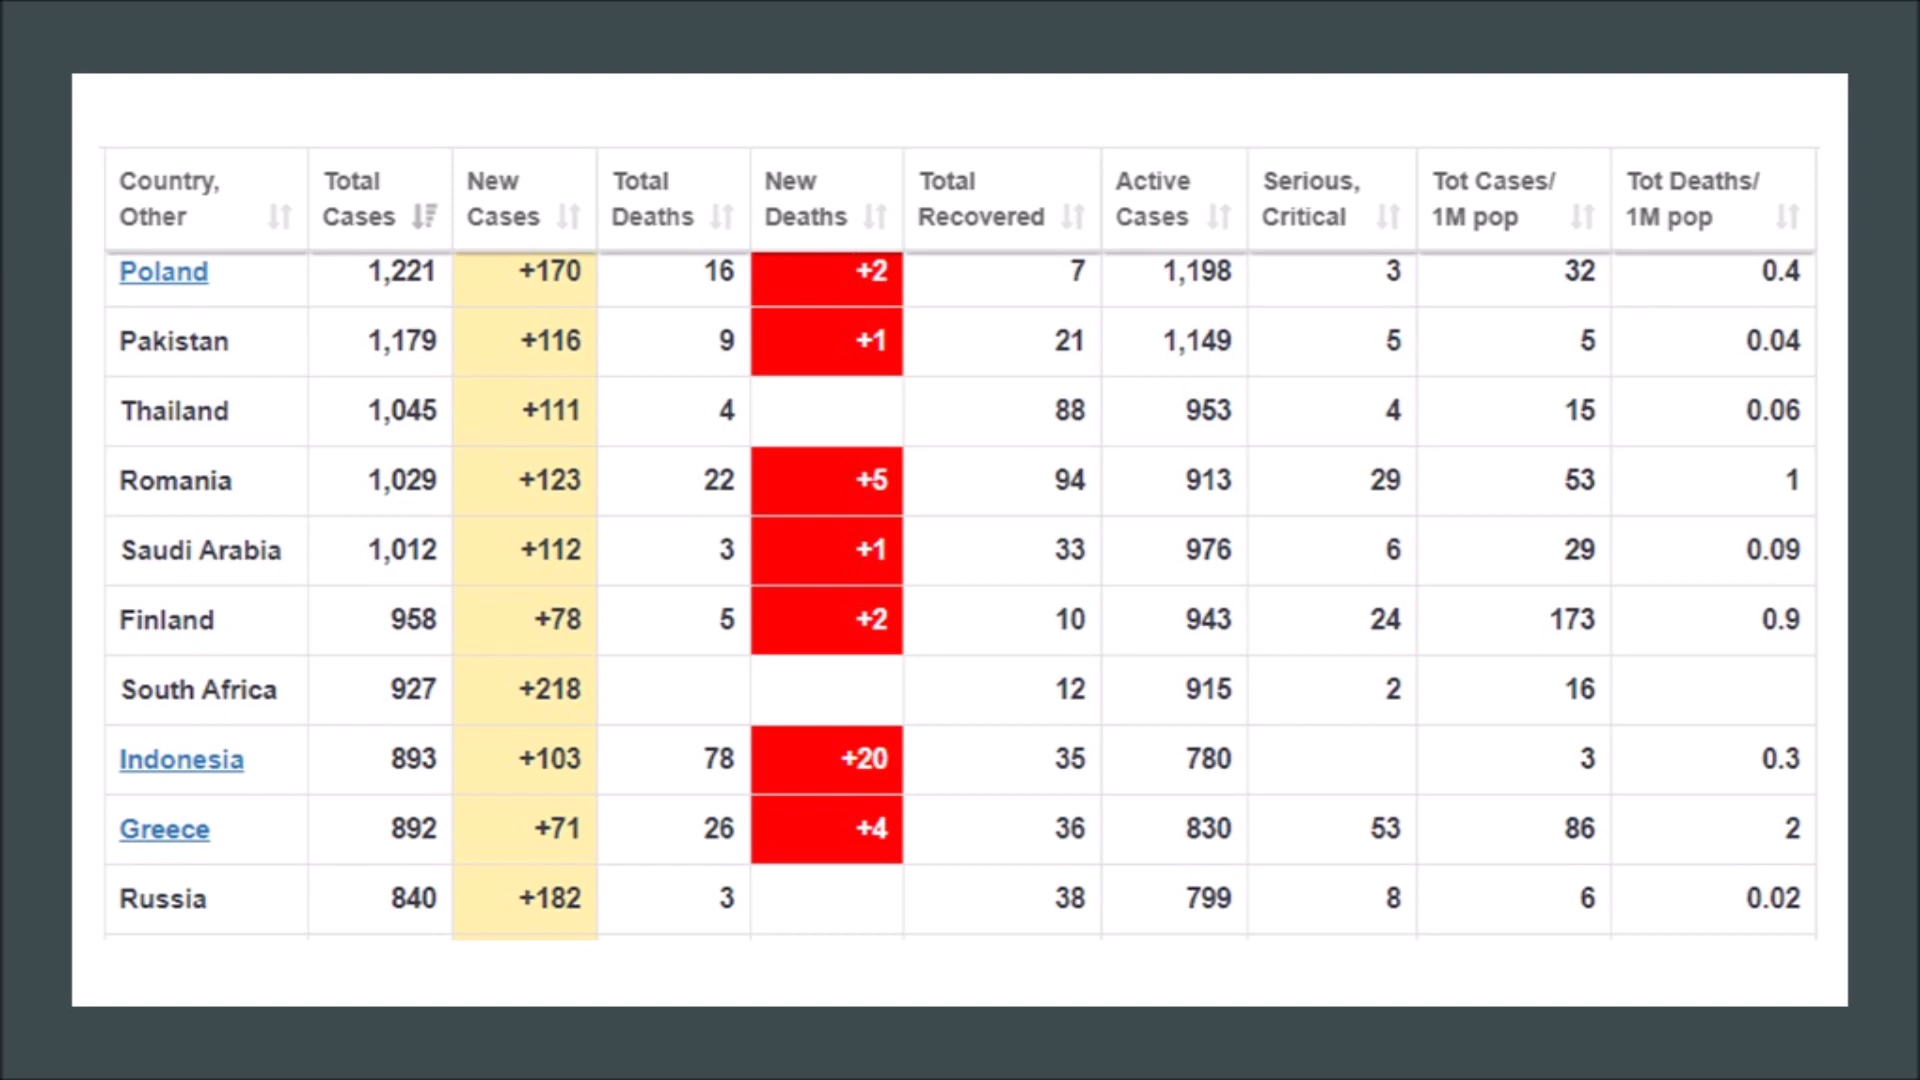 Country, Other Total Cases New Cases Total Deaths New Deaths Total Recovered Active Cases Serious, Critical Tot Cases/ 1M pop Tot Deaths/ 1M pop
Poland 1,221 +170 16 +2 7 1,198 3 32 0.4
Pakistan 1,179 +116 9 +1 21 1,149 5 5 0.04
Thailand 1,045 +111 4 88 953 4 15 0.06
Romania 1,029 +123 22 +5 94 913 29 53 1
Saudi Arabia 1,012 +112 3 +1 33 976 6 29 0.09
Finland 958 +78 5 +2 10 943 24 173 0.9
South Africa 927 +218 12 915 2 16
Indonesia 893 +103 78 +20 35 780 3 0.3
Greece 892 +71 26 +4 36 830 53 86 2
Russia 840 +182 3 38 799 8 6 0.02